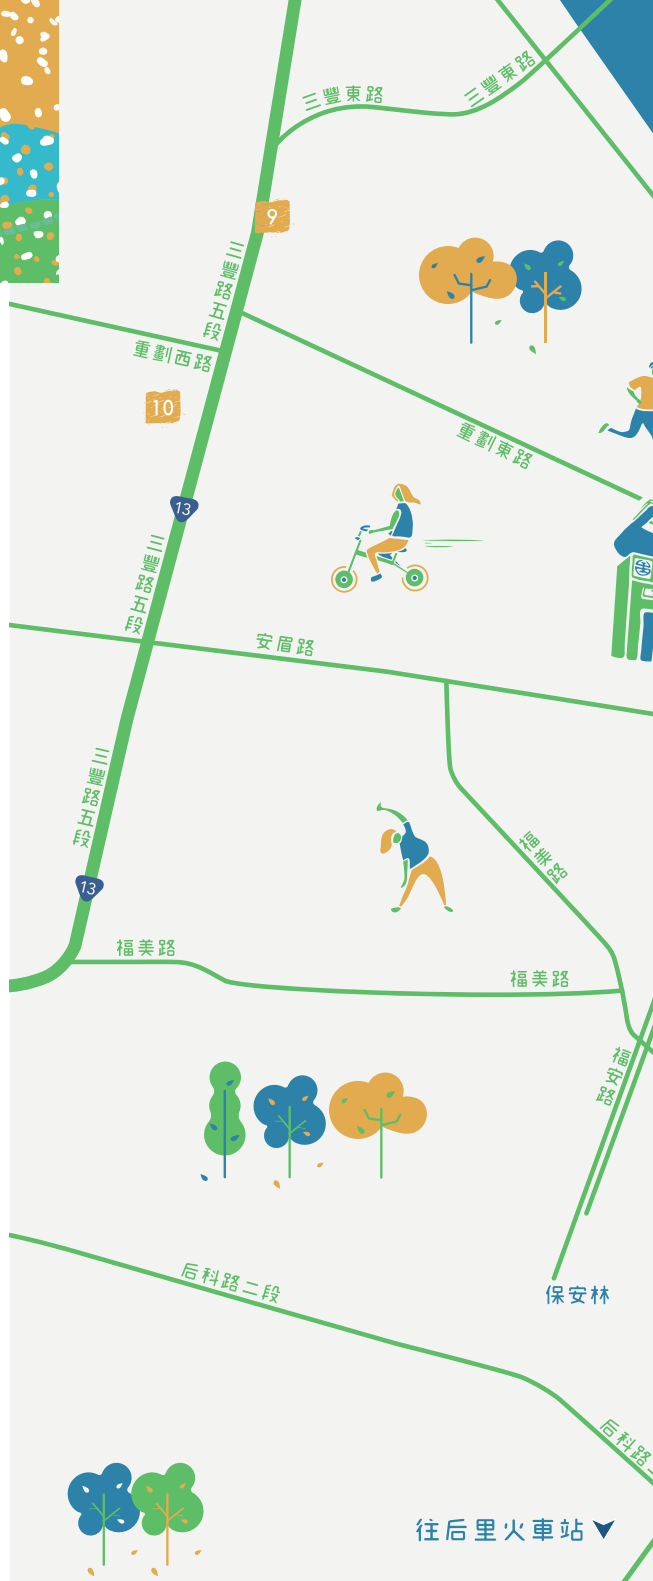 三豐東路
三豐東路
9
三豐路五段
重劃西路
10
重劃東路
13
三豐路五段
安眉路
三豐路五段
福美路
13
福美路
福美路
福安路
后科路二段
保安林
后科路
往后里火車站